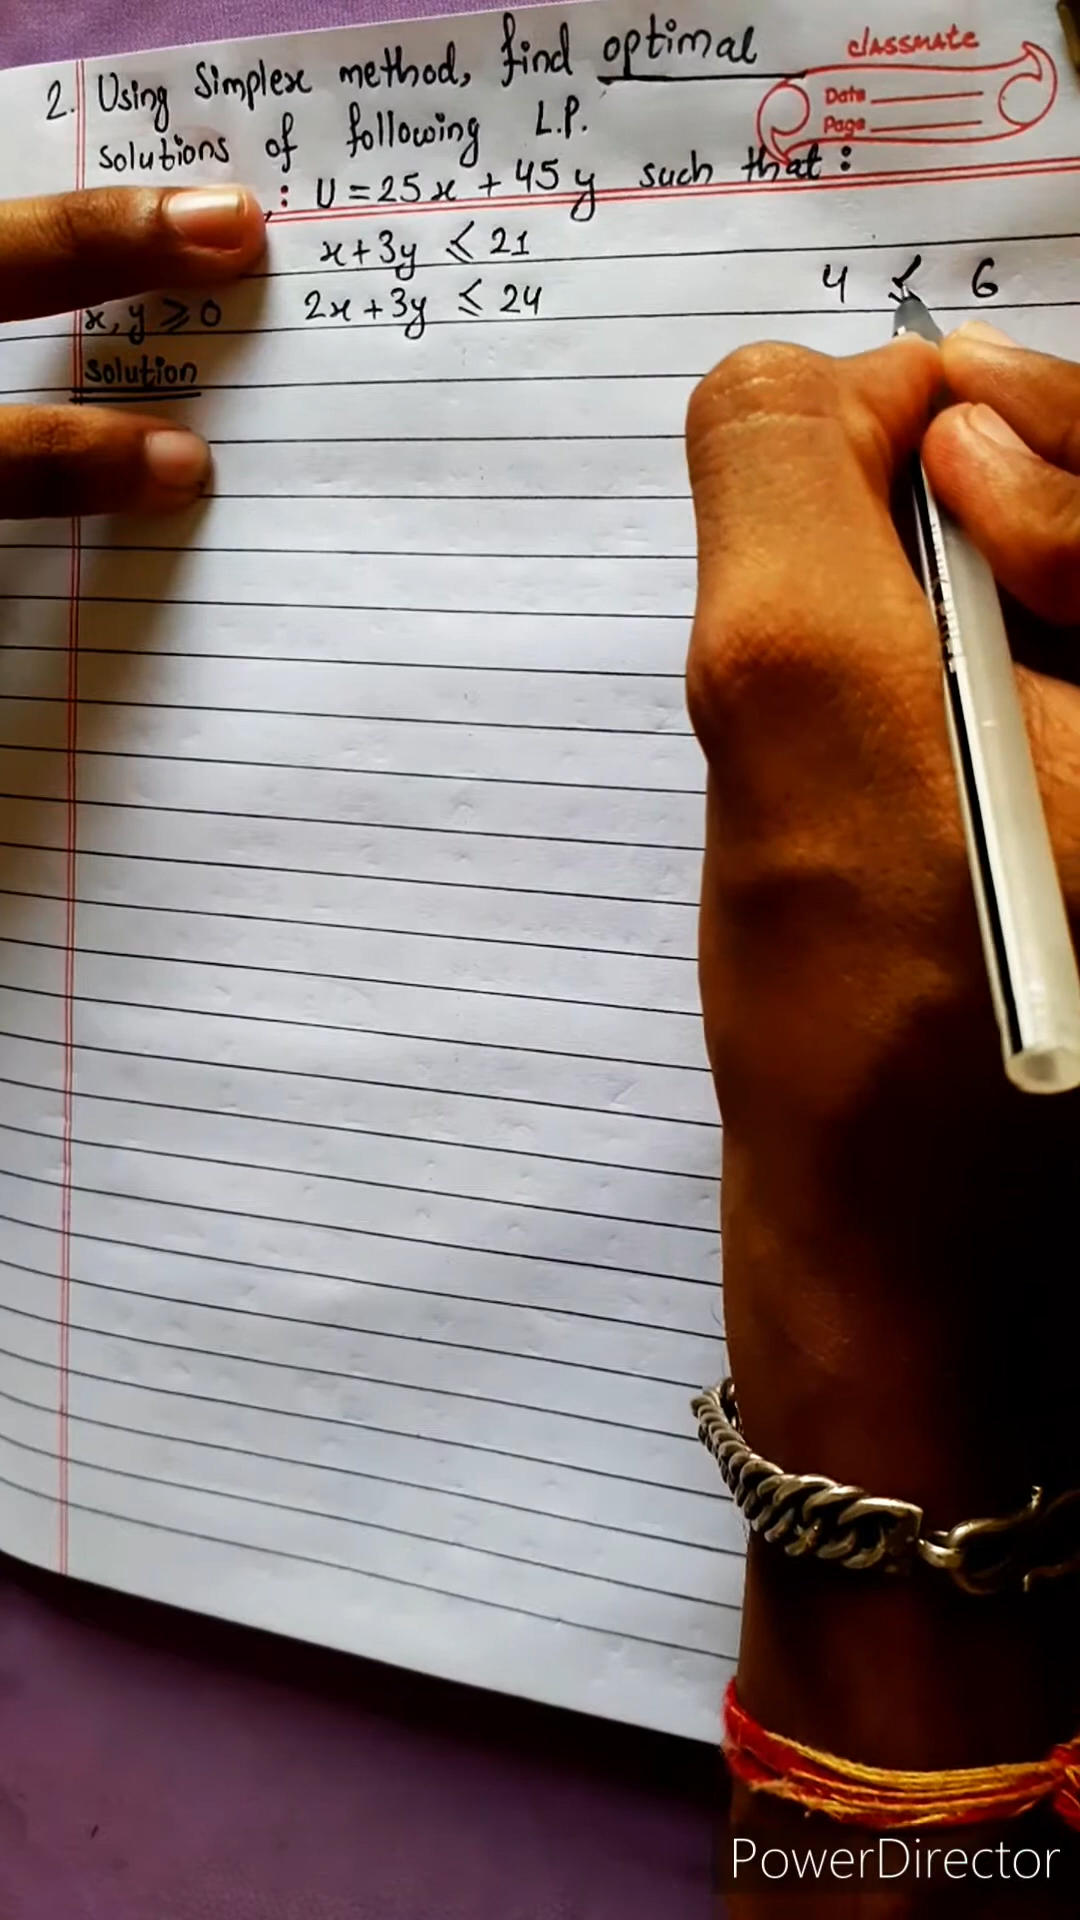 2. Using Simplex method, find optimal
solutions of following L.P.
: U = 25x + 45y such that :
x + 3y ≤ 21
x, y ≥ 0 2x + 3y ≤ 24
Solution
4 ≤ 6
classmate
Date
Page
PowerDirector